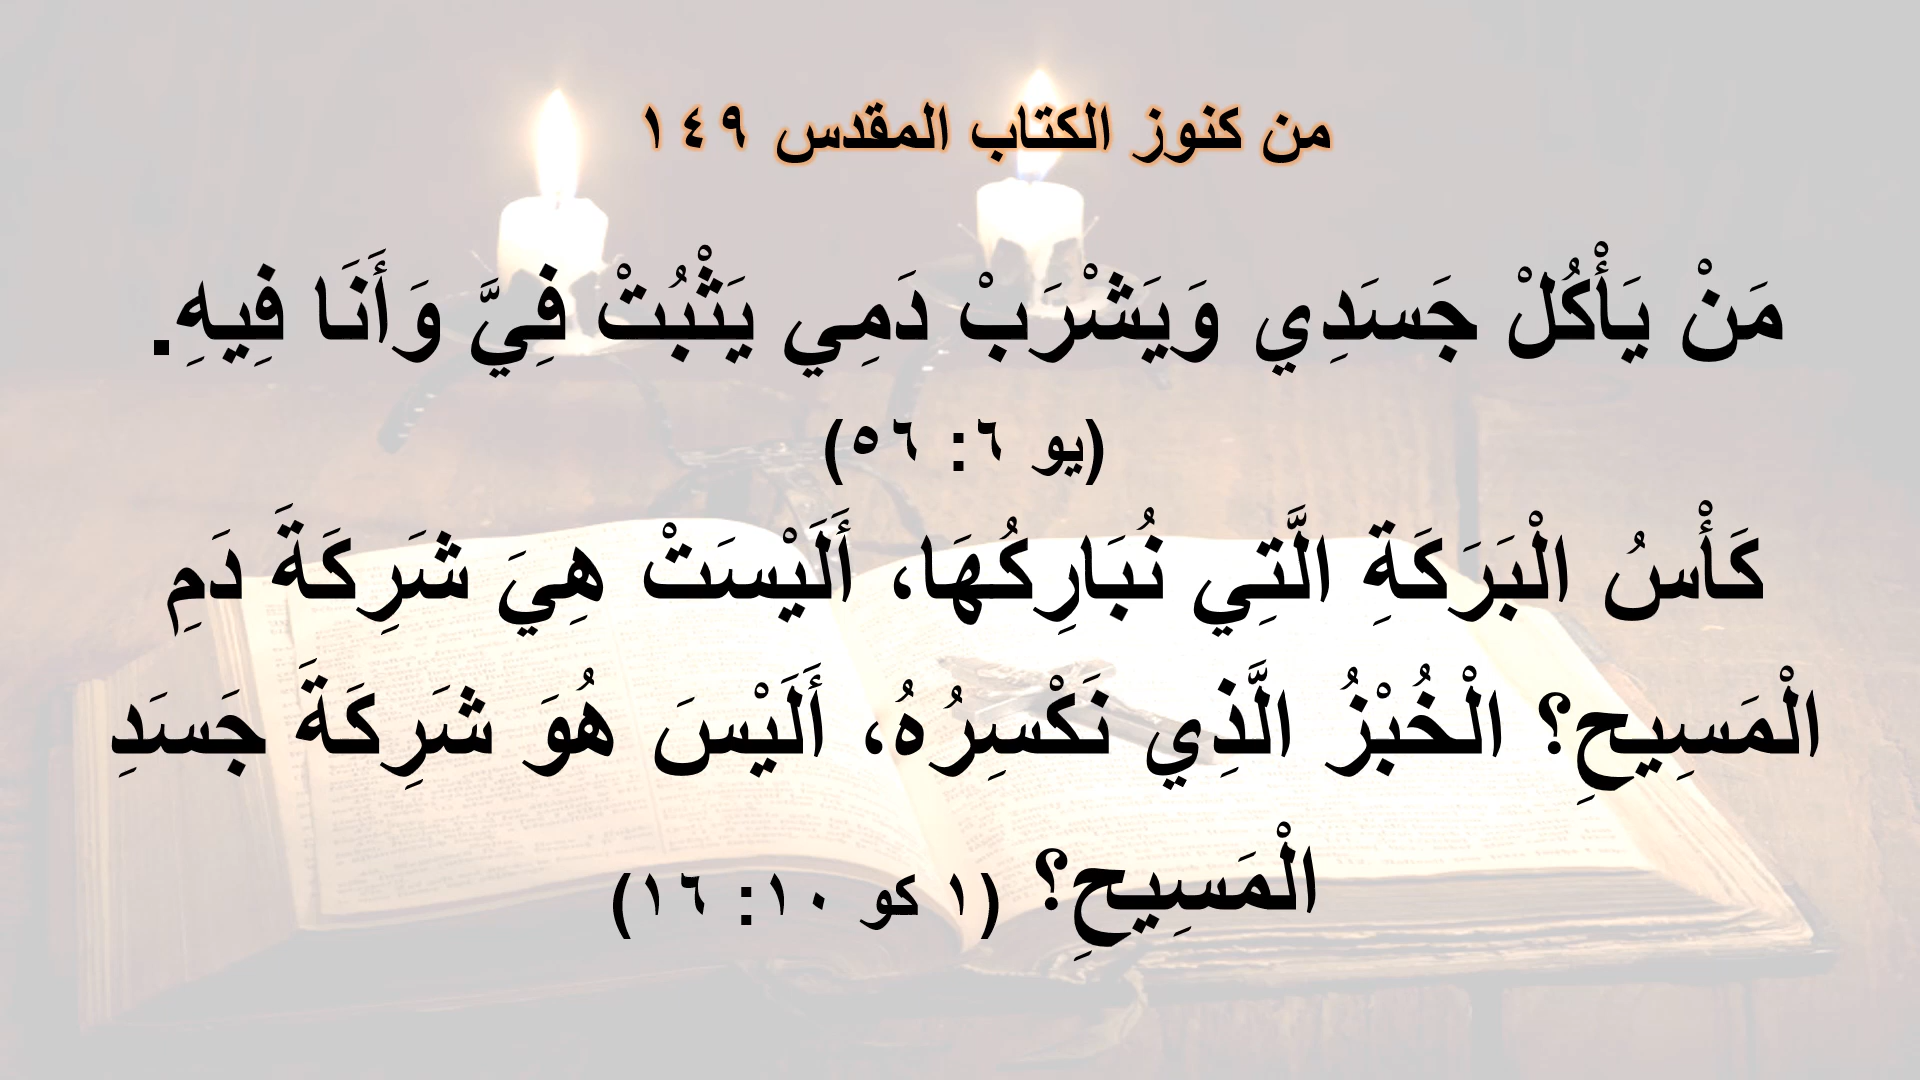 من كنوز الكتاب المقدس ١٤٩
مَنْ يَأْكُلْ جَسَدِي وَيَشْرَبْ دَمِي يَثْبُتْ فِيَّ وَأَنَا فِيهِ.
(يو ٦: ٥٦)
كَأْسُ الْبَرَكَةِ الَّتِي نُبَارِكُهَا، أَلَيْسَتْ هِيَ شَرِكَةَ دَمِ
الْمَسِيحِ؟ الْخُبْزُ الَّذِي نَكْسِرُهُ، أَلَيْسَ هُوَ شَرِكَةَ جَسَدِ
الْمَسِيحِ؟ (١ كو ١٠: ١٦)